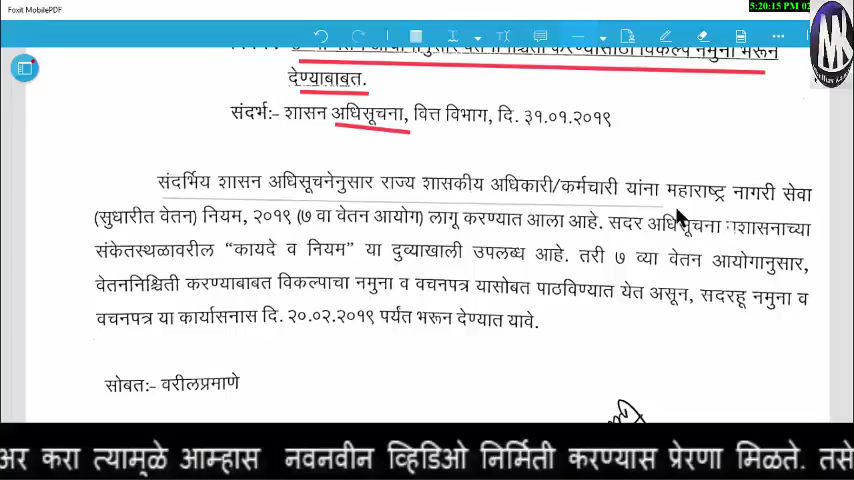 Foxit MobilePDF
5:20:15 PM 02
MK
नमुना भरून
देण्याबाबत.
संदर्भ:- शासन अधिसूचना, वित्त विभाग, दि. ३१.०१.२०१९
संदर्भिय शासन अधिसूचनेनुसार राज्य शासकीय अधिकारी/कर्मचारी यांना महाराष्ट्र नागरी सेवा
(सुधारीत वेतन) नियम, २०१९ (७ वा वेतन आयोग) लागू करण्यात आला आहे. सदर अधिसूचना शासनाच्या
संकेतस्थळावरील “कायदे व नियम” या दुव्याखाली उपलब्ध आहे. तरी ७ व्या वेतन आयोगानुसार,
वेतननिश्चिती करण्याबाबत विकल्पाचा नमुना व वचनपत्र यासोबत पाठविण्यात येत असून, सदरहू नमुना व
वचनपत्र या कार्यासनास दि. २०.०२.२०१९ पर्यंत भरून देण्यात यावे.
सोबत:- वरीलप्रमाणे
अर करा त्यामुळे आम्हास नवनवीन व्हिडिओ निर्मिती करण्यास प्रेरणा मिळते. तसे